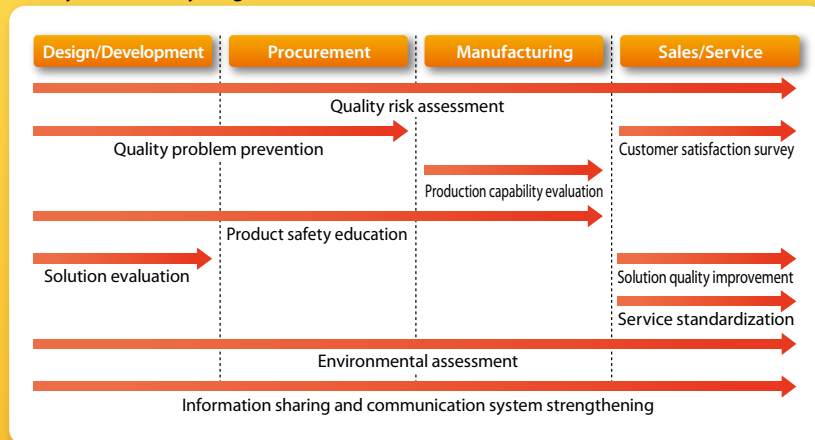 Design/Development Procurement Manufacturing Sales/Service
Quality risk assessment
Quality problem prevention Customer satisfaction survey
Production capability evaluation
Product safety education
Solution evaluation Solution quality improvement
Service standardization
Environmental assessment
Information sharing and communication system strengthening